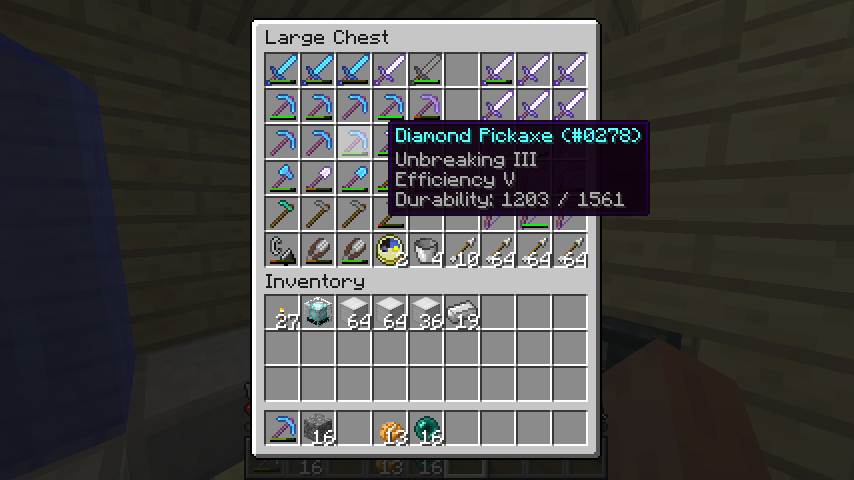 Large Chest
Diamond Pickaxe (#0278)
Unbreaking III
Efficiency V
Durability: 1203 / 1561
2 4 10 64 64 64
Inventory
27 64 64 36 19
16 13 16
16 13 16